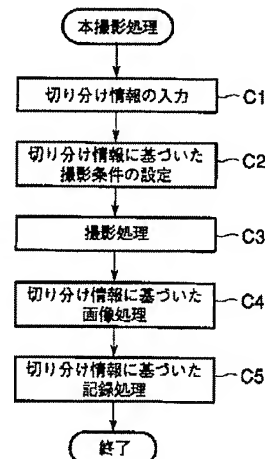 本撮影処理
切り分け情報の入力
C1
切り分け情報に基づいた
撮影条件の設定
C2
撮影処理
C3
切り分け情報に基づいた
画像処理
C4
切り分け情報に基づいた
記録処理
C5
終了